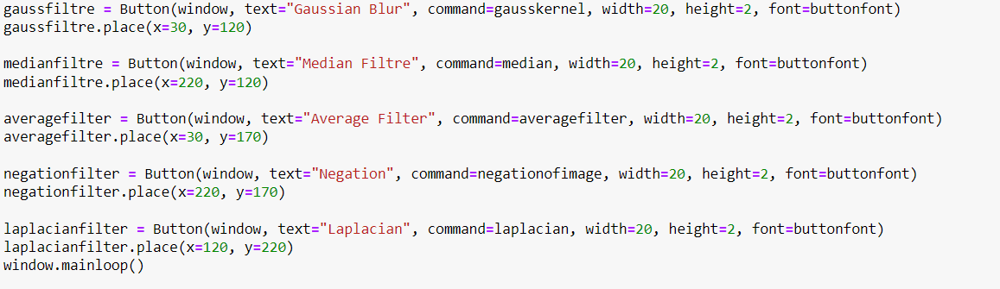 gaussfiltre = Button(window, text="Gaussian Blur", command=gausskernel, width=20, height=2, font=buttonfont)
gaussfiltre.place(x=30, y=120)
medianfiltre = Button(window, text="Median Filtre", command=median, width=20, height=2, font=buttonfont)
medianfiltre.place(x=220, y=120)
averagefilter = Button(window, text="Average Filter", command=averagefilter, width=20, height=2, font=buttonfont)
averagefilter.place(x=30, y=170)
negationfilter = Button(window, text="Negation", command=negationofimage, width=20, height=2, font=buttonfont)
negationfilter.place(x=220, y=170)
laplacianfilter = Button(window, text="Laplacian", command=laplacian, width=20, height=2, font=buttonfont)
laplacianfilter.place(x=120, y=220)
window.mainloop()